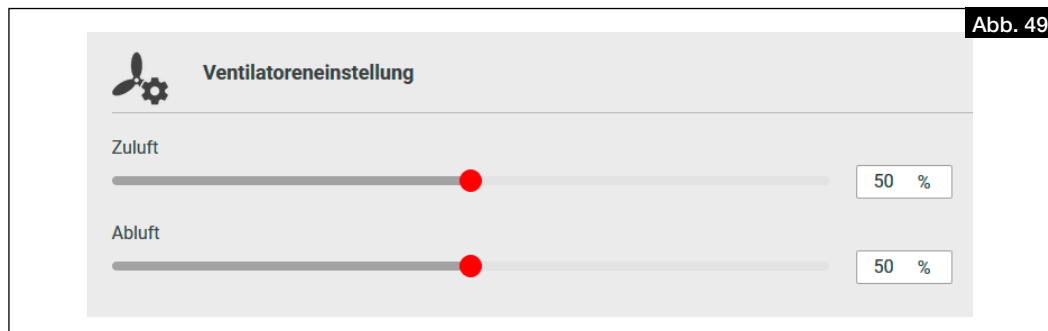 Abb. 49
Ventilatoreneinstellung
Zuluft
50 %
Abluft
50 %